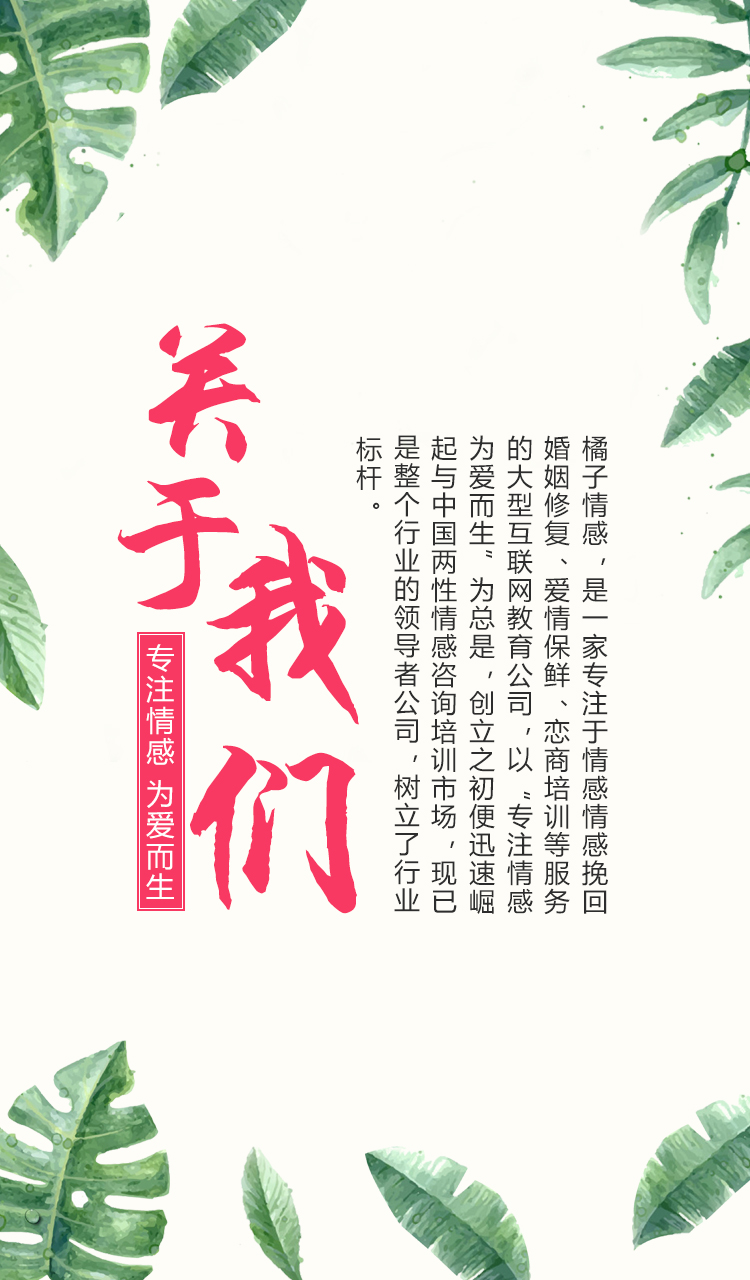 关于
我们
专注情感 为爱而生
橘子情感，是一家专注于情感情感挽回
婚姻修复、爱情保鲜、恋商培训等服务
的大型互联网教育公司，以“专注情感
为爱而生”为总是，创立之初便迅速崛
起与中国两性情感咨询培训市场，现已
是整个行业的领导者公司，树立了行业
标杆。